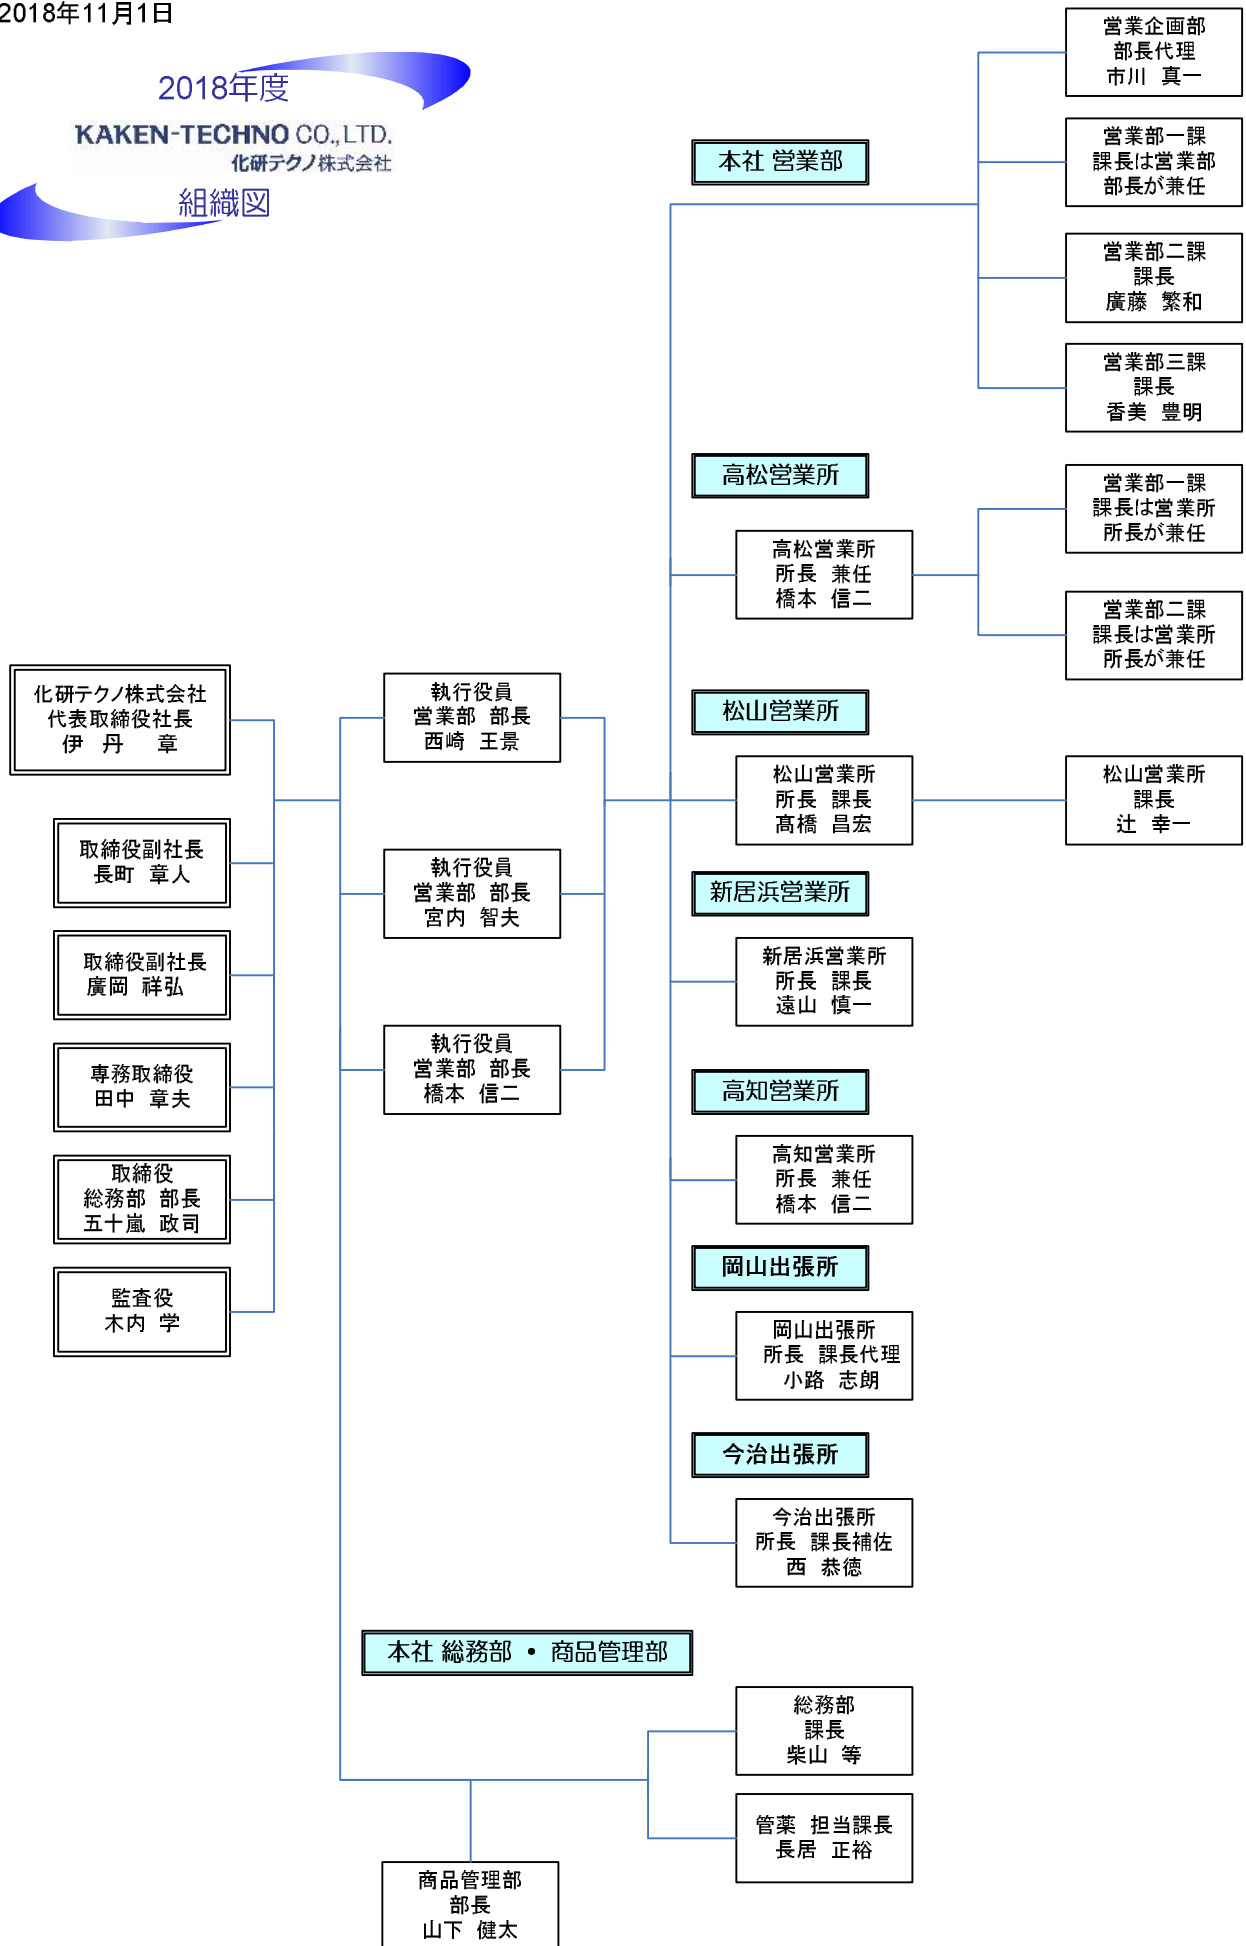 2018年11月1日
2018年度
KAKEN-TECHNO CO.,LTD.
化研テクノ株式会社
組織図
営業企画部
部長代理
市川 真一
本社 営業部
営業部一課
課長は営業部
部長が兼任
営業部二課
課長
廣藤 繁和
営業部三課
課長
香美 豊明
高松営業所
高松営業所
所長 兼任
橋本 信二
営業部一課
課長は営業所
所長が兼任
営業部二課
課長は営業所
所長が兼任
化研テクノ株式会社
代表取締役社長
伊 丹 章
取締役副社長
長町 章人
取締役副社長
廣岡 祥弘
専務取締役
田中 章夫
取締役
総務部 部長
五十嵐 政司
監査役
木内 学
執行役員
営業部 部長
西崎 王景
執行役員
営業部 部長
宮内 智夫
執行役員
営業部 部長
橋本 信二
松山営業所
松山営業所
所長 課長
髙橋 昌宏
松山営業所
課長
辻 幸一
新居浜営業所
新居浜営業所
所長 課長
遠山 慎一
高知営業所
高知営業所
所長 兼任
橋本 信二
岡山出張所
岡山出張所
所長 課長代理
小路 志朗
今治出張所
今治出張所
所長 課長補佐
西 恭徳
本社 総務部 ・ 商品管理部
総務部
課長
柴山 等
管薬 担当課長
長居 正裕
商品管理部
部長
山下 健太